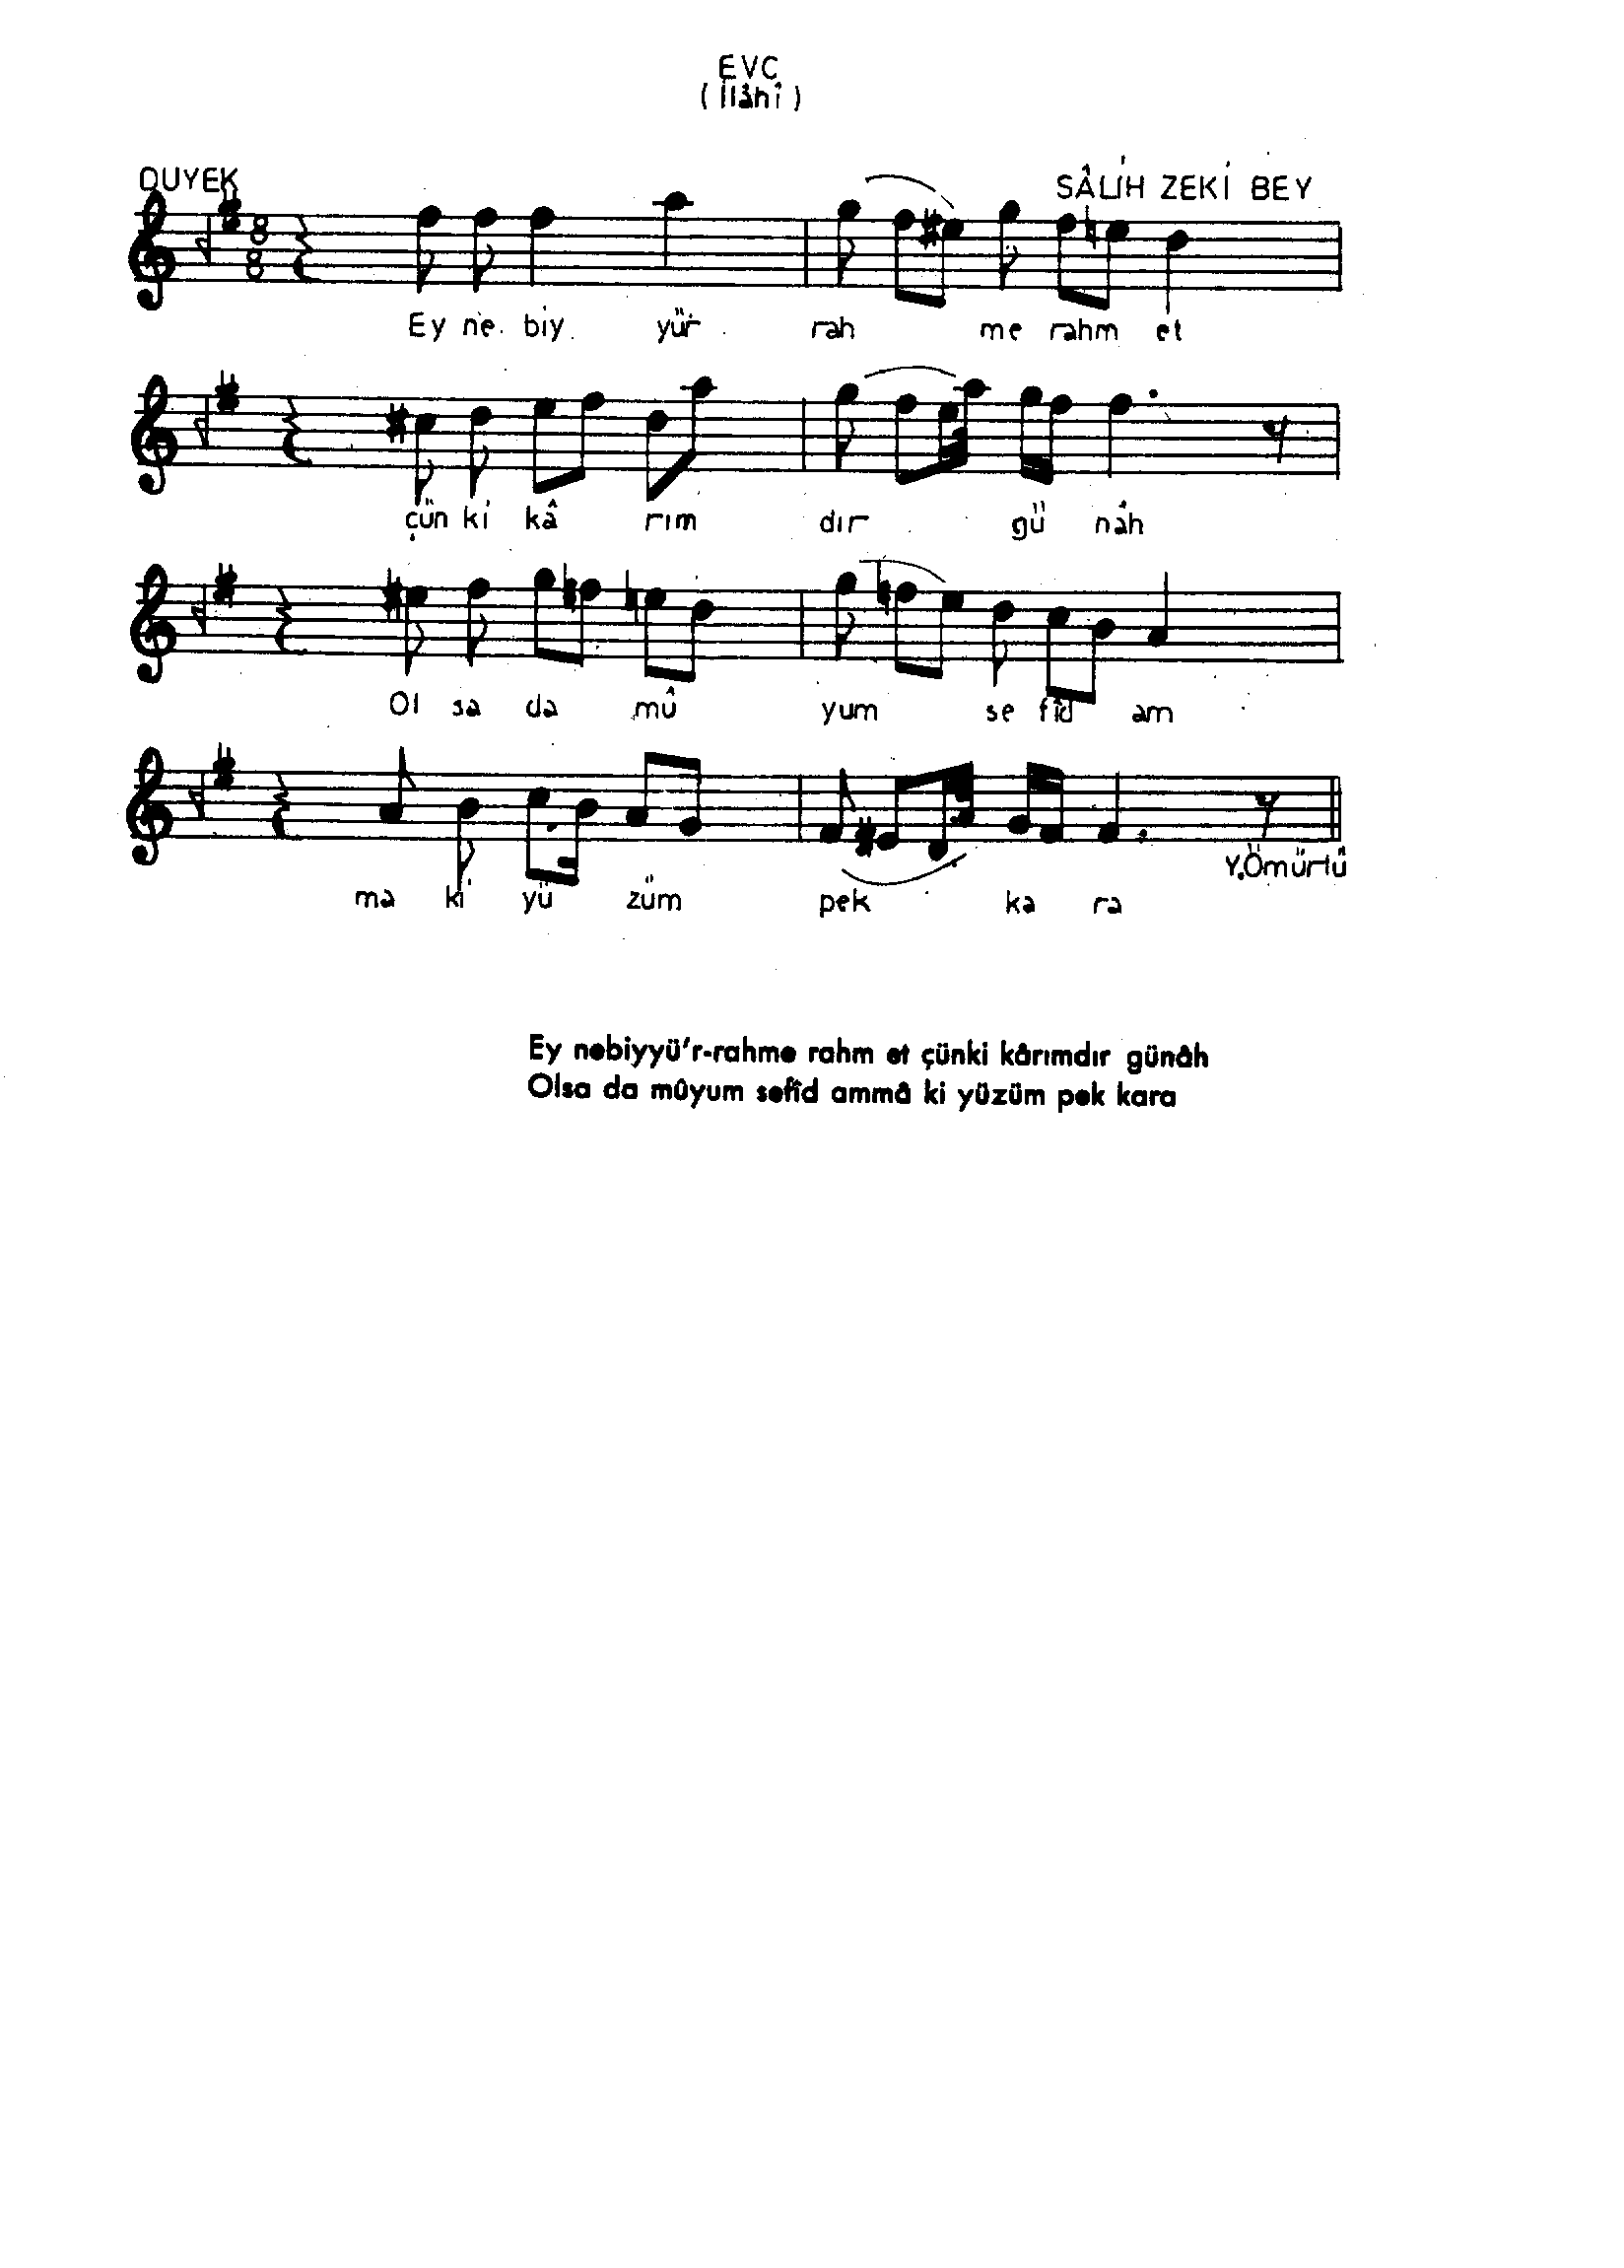 EVC
(İlâhî)
DUYEK
SÂLİH ZEKİ BEY
8
8
Ey ne biy yür rah me rahm et
çün ki kâ rım dır gü nâh
Ol sa da mû yum se fîd am
ma ki yü züm pek ka ra
Y.Ömürlü
Ey nebiyyü'r-rahme rahm et çünki kârımdır günâh
Olsa da mûyum sefîd ammâ ki yüzüm pek kara